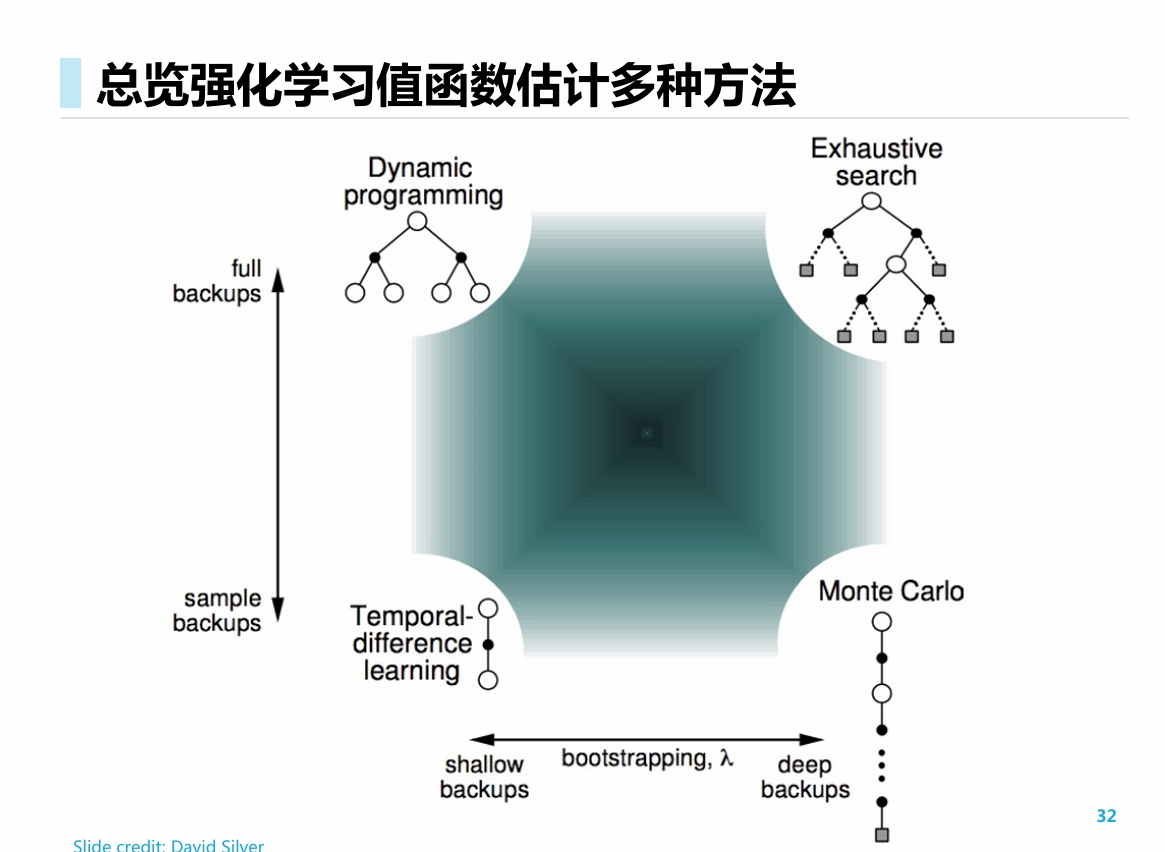 总览强化学习值函数估计多种方法
Dynamic
programming
Exhaustive
search
full
backups
sample
backups
Temporal-
difference
learning
Monte Carlo
bootstrapping, λ
shallow
backups
deep
backups
32
Slide credit: David Silver